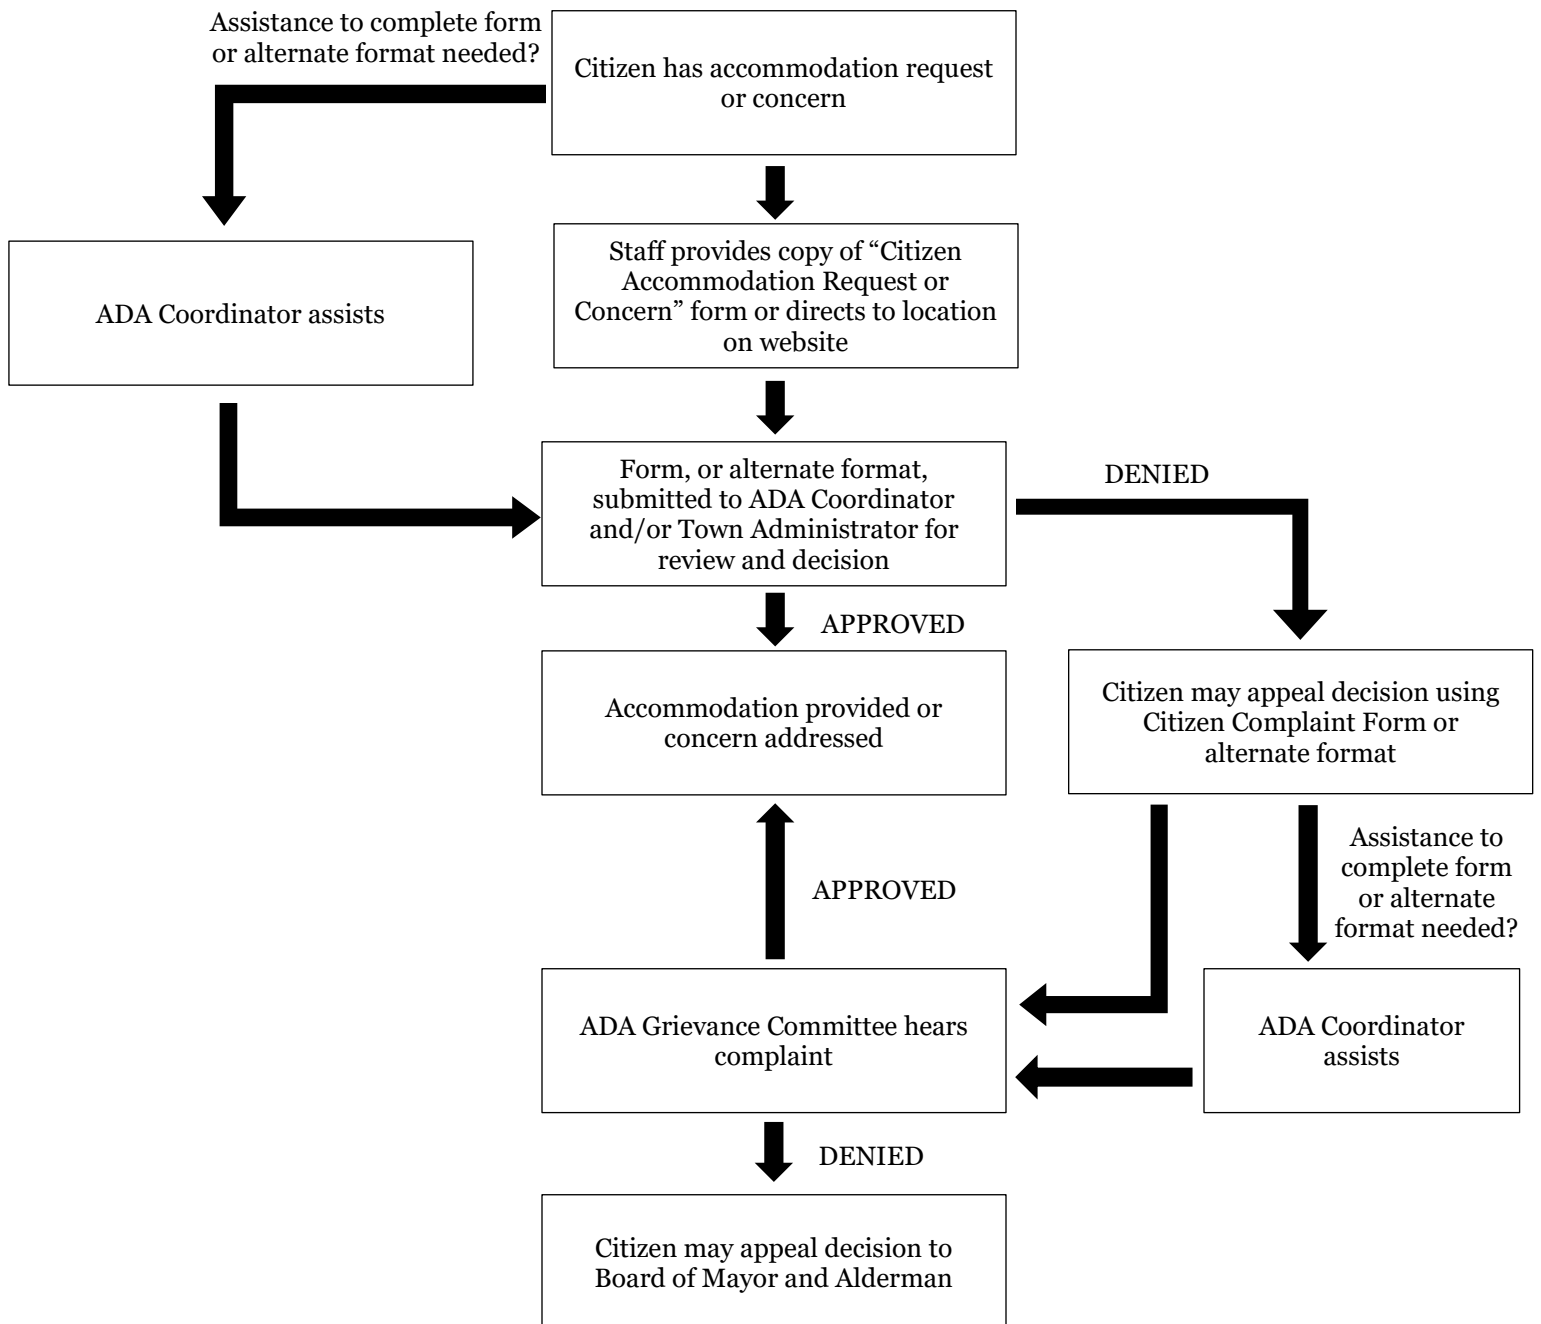 Assistance to complete form
or alternate format needed?
Citizen has accommodation request
or concern
ADA Coordinator assists
Staff provides copy of “Citizen
Accommodation Request or
Concern” form or directs to location
on website
Form, or alternate format,
submitted to ADA Coordinator
and/or Town Administrator for
review and decision
DENIED
APPROVED
Accommodation provided or
concern addressed
Citizen may appeal decision using
Citizen Complaint Form or
alternate format
Assistance to
complete form
or alternate
format needed?
APPROVED
ADA Grievance Committee hears
complaint
ADA Coordinator
assists
DENIED
Citizen may appeal decision to
Board of Mayor and Alderman